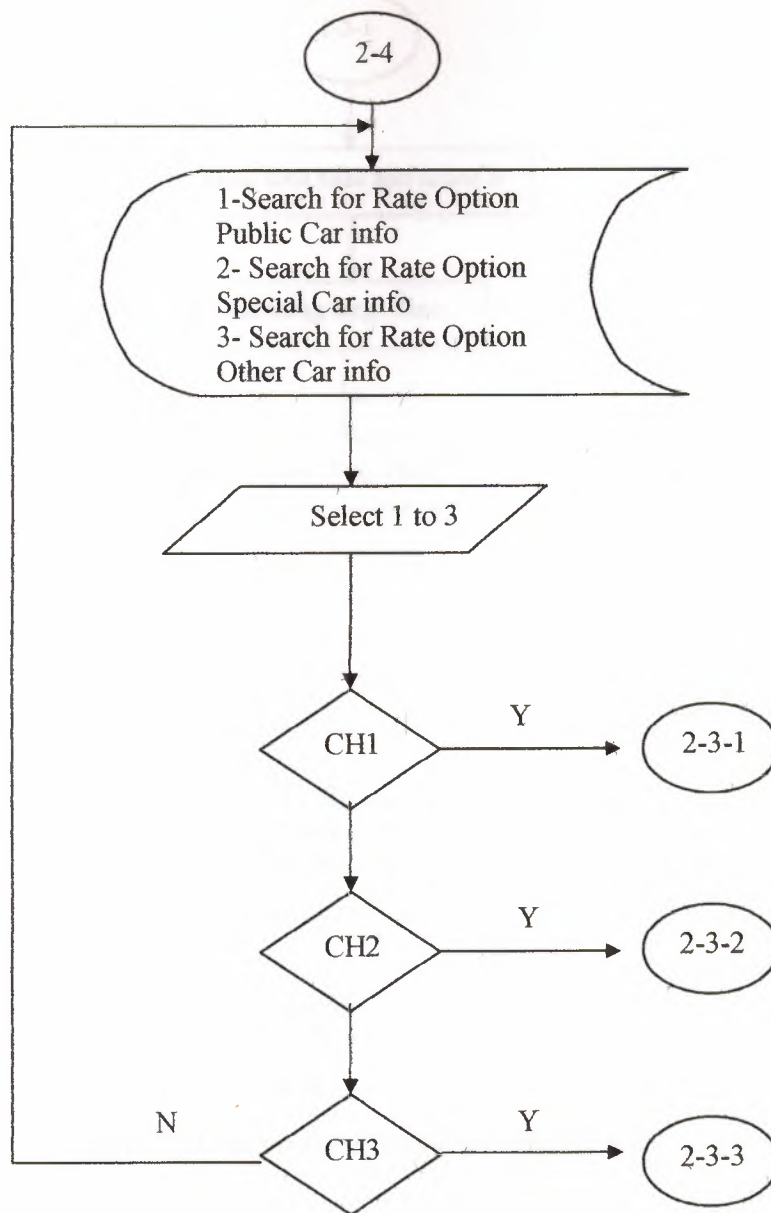 2-4
1-Search for Rate Option
Public Car info
2- Search for Rate Option
Special Car info
3- Search for Rate Option
Other Car info
Select 1 to 3
CH1
Y
2-3-1
CH2
Y
2-3-2
N
CH3
Y
2-3-3